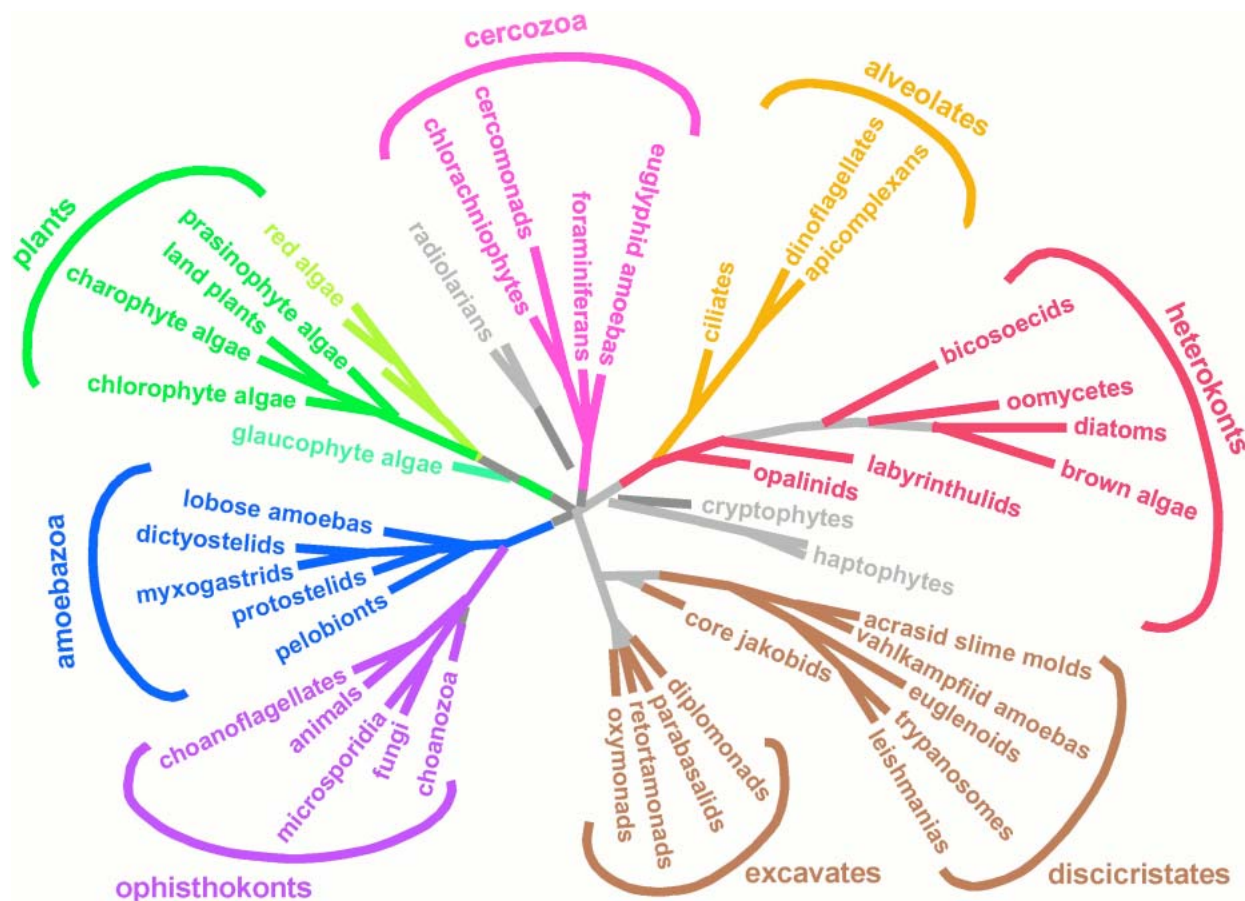 cercozoa
cercomonads
chlorachniophytes
foraminiferans
euglyphid amoebas
radiolarians
alveolates
dinoflagellates
apicomplexans
ciliates
plants
red algae
prasinophyte algae
land plants
charophyte algae
chlorophyte algae
glaucophyte algae
heterokonts
bicosoecids
oomycetes
diatoms
brown algae
labyrinthulids
opalinids
cryptophytes
haptophytes
amoebazoa
lobose amoebas
dictyostelids
myxogastrids
protostelids
pelobionts
choanoflagellates
animals
microsporidia
fungi
choanozoa
ophisthokonts
core jakobids
acrasid slime molds
vahlkampfiid amoebas
euglenoids
trypanosomes
leishmanias
discicristates
diplomonads
parabasalids
retortamonads
oxymonads
excavates